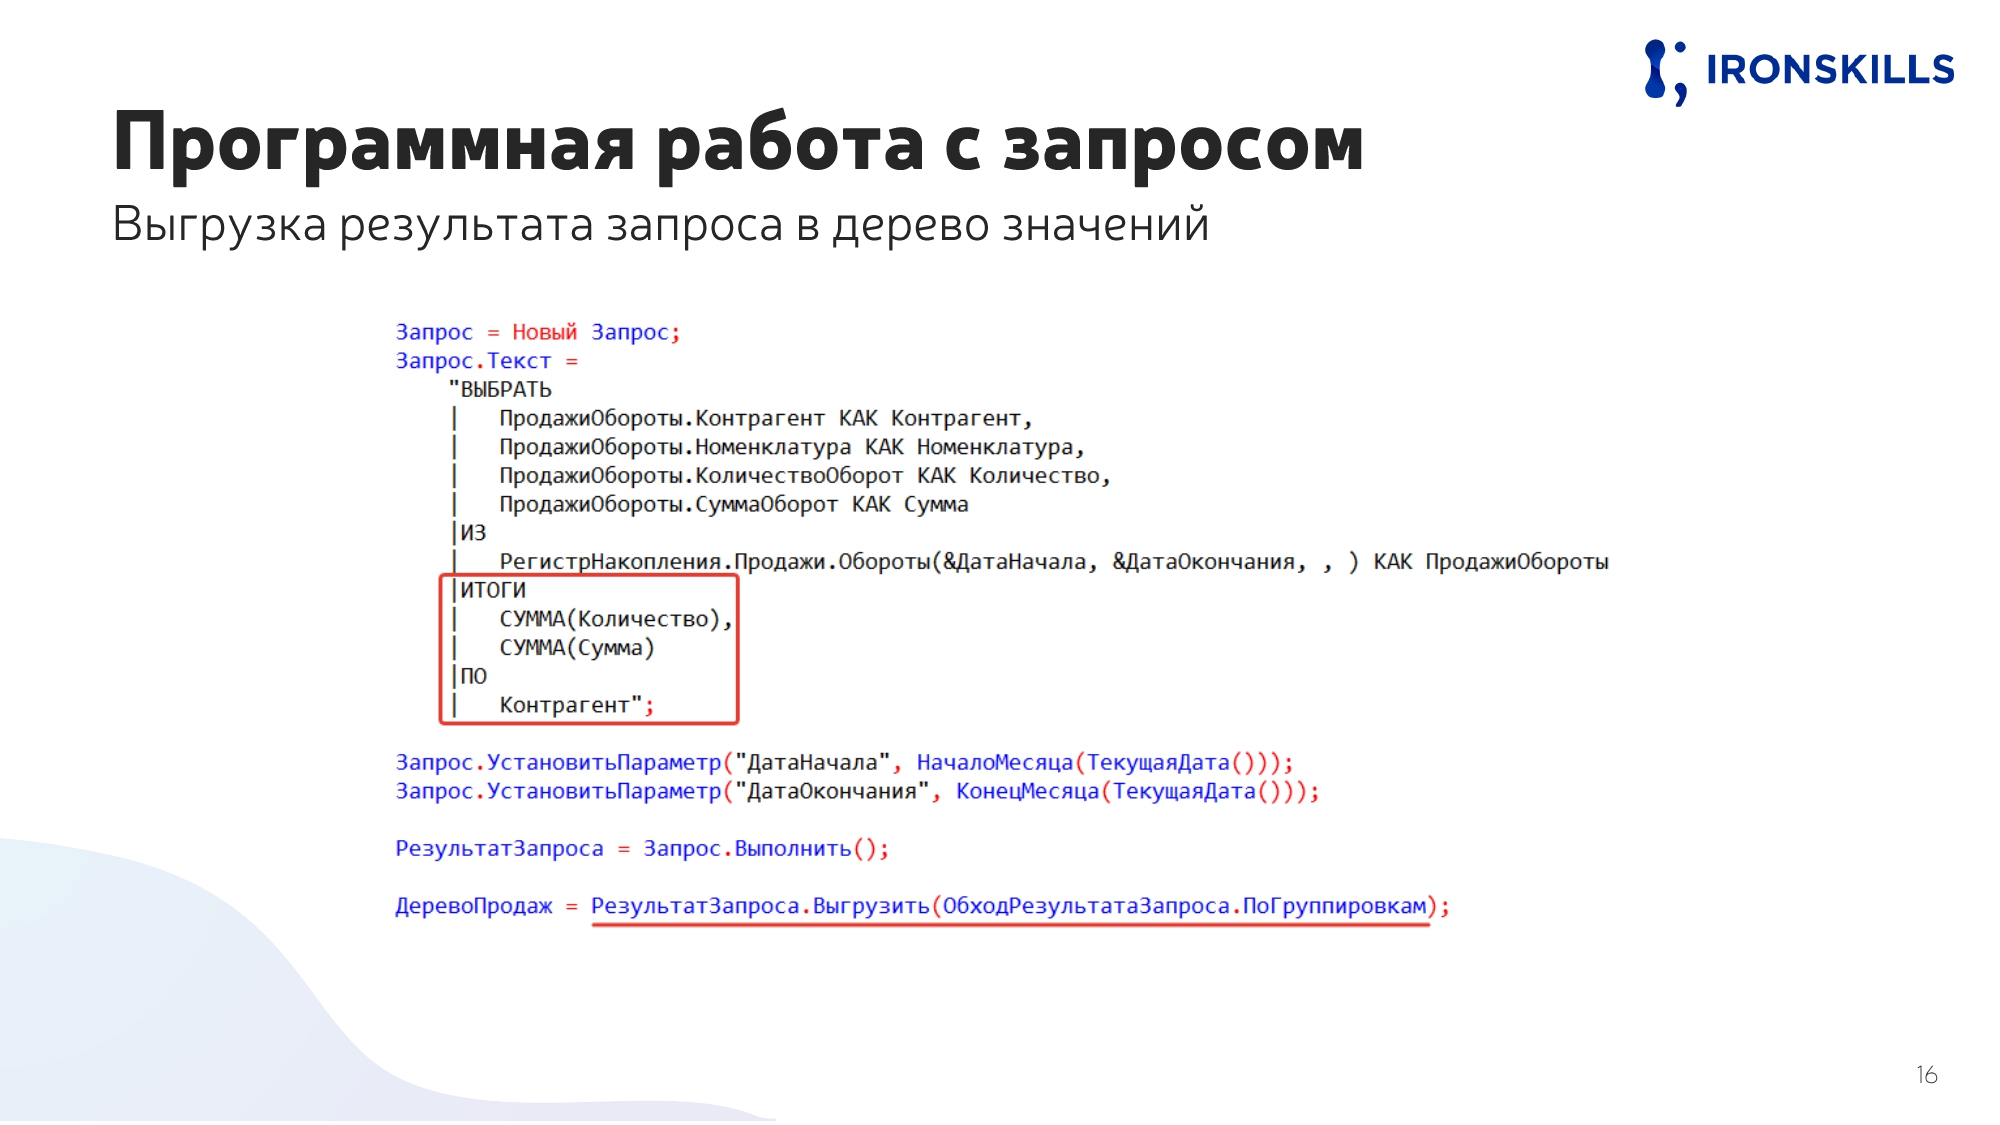 IRONSKILLS
Программная работа с запросом
Выгрузка результата запроса в дерево значений
Запрос = Новый Запрос;
Запрос.Текст =
"ВЫБРАТЬ
|   ПродажиОбороты.Контрагент КАК Контрагент,
|   ПродажиОбороты.Номенклатура КАК Номенклатура,
|   ПродажиОбороты.КоличествоОборот КАК Количество,
|   ПродажиОбороты.СуммаОборот КАК Сумма
|ИЗ
|   РегистрНакопления.Продажи.Обороты(&ДатаНачала, &ДатаОкончания, , ) КАК ПродажиОбороты
|ИТОГИ
|   СУММА(Количество),
|   СУММА(Сумма)
|ПО
|   Контрагент";
Запрос.УстановитьПараметр("ДатаНачала", НачалоМесяца(ТекущаяДата()));
Запрос.УстановитьПараметр("ДатаОкончания", КонецМесяца(ТекущаяДата()));
РезультатЗапроса = Запрос.Выполнить();
ДеревоПродаж = РезультатЗапроса.Выгрузить(ОбходРезультатаЗапроса.ПоГруппировкам);
16